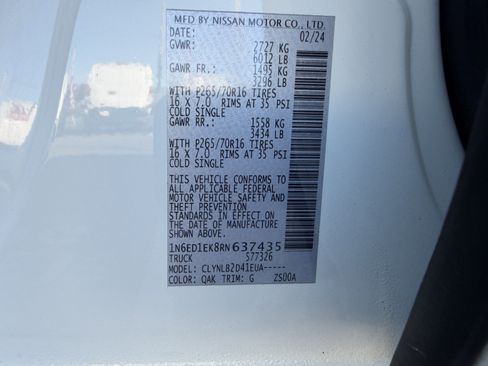 MFD BY NISSAN MOTOR CO., LTD.
DATE: 02/24
GVWR: 2727 KG
6012 LB
GAWR FR.: 1495 KG
3296 LB
WITH P265/70R16 TIRES
16 X 7.0 RIMS AT 35 PSI
COLD SINGLE
GAWR RR.: 1558 KG
3434 LB
WITH P265/70R16 TIRES
16 X 7.0 RIMS AT 35 PSI
COLD SINGLE
THIS VEHICLE CONFORMS TO
ALL APPLICABLE FEDERAL
MOTOR VEHICLE SAFETY AND
THEFT PREVENTION
STANDARDS IN EFFECT ON
THE DATE OF MANUFACTURE
SHOWN ABOVE.
1N6ED1EK8RN637435
TRUCK 577326
MODEL: CLYNLB2D41EUA-----
COLOR: QAK TRIM: G ZS00A